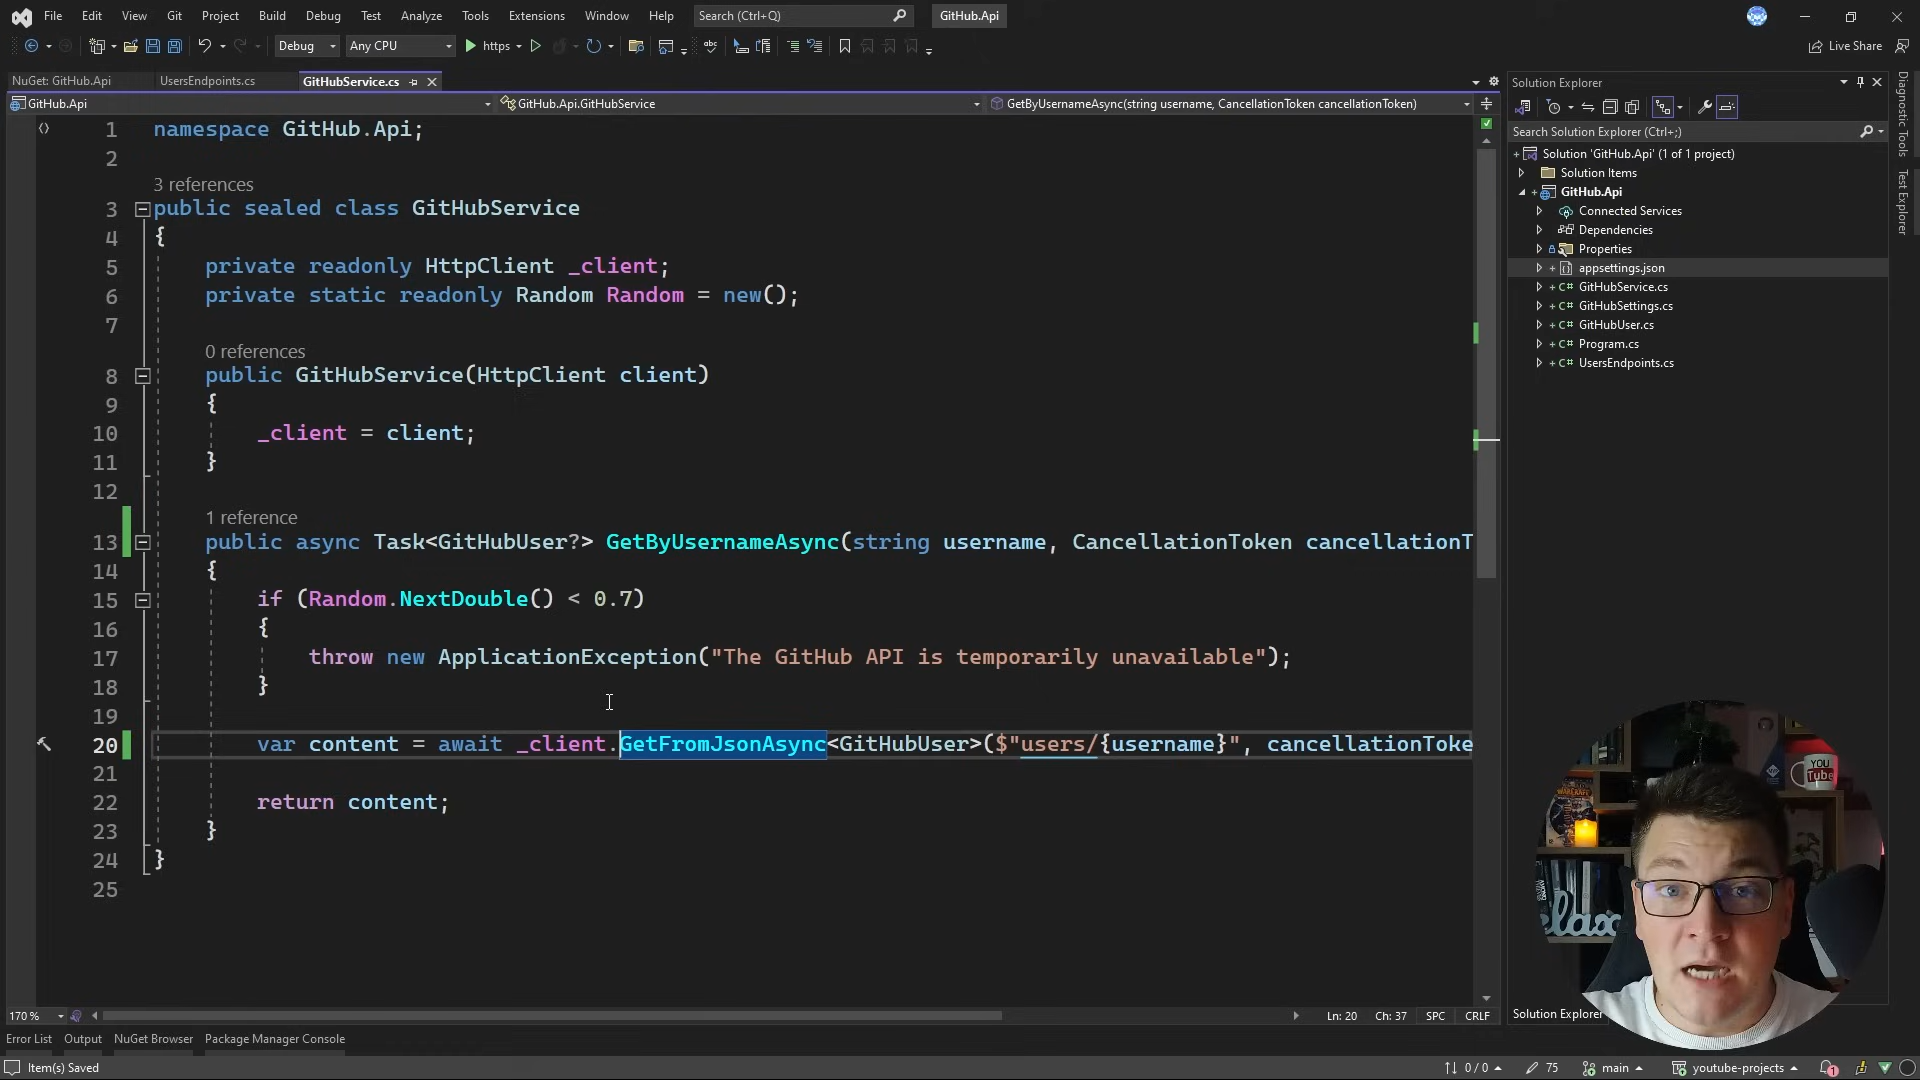 File Edit View Git Project Build Debug Test Analyze Tools Extensions Window Help Search (Ctrl+Q) GitHub.Api
Debug Any CPU https Live Share
NuGet: GitHub.Api UsersEndpoints.cs GitHubService.cs
GitHub.Api GitHub.Api.GitHubService GetByUsernameAsync(string username, CancellationToken cancellationToken)
1 namespace GitHub.Api;
2
3 references
3 public sealed class GitHubService
4 {
5 private readonly HttpClient _client;
6 private static readonly Random Random = new();
7
0 references
8 public GitHubService(HttpClient client)
9 {
10 _client = client;
11 }
12
1 reference
13 public async Task<GitHubUser?> GetByUsernameAsync(string username, CancellationToken cancellationT
14 {
15 if (Random.NextDouble() < 0.7)
16 {
17 throw new ApplicationException("The GitHub API is temporarily unavailable");
18 }
19
20 var content = await _client.GetFromJsonAsync<GitHubUser>($"users/{username}", cancellationToke
21
22 return content;
23 }
24 }
25
170 % Ln: 20 Ch: 37 SPC CRLF
Error List Output NuGet Browser Package Manager Console
Item(s) Saved 0 / 0 75 main youtube-projects 1
Solution Explorer
Search Solution Explorer (Ctrl+;)
Solution 'GitHub.Api' (1 of 1 project)
Solution Items
GitHub.Api
Connected Services
Dependencies
Properties
appsettings.json
GitHubService.cs
GitHubSettings.cs
GitHubUser.cs
Program.cs
UsersEndpoints.cs
Solution Explorer
Diagnostic Tools
Test Explorer
YOU
Tube
relax